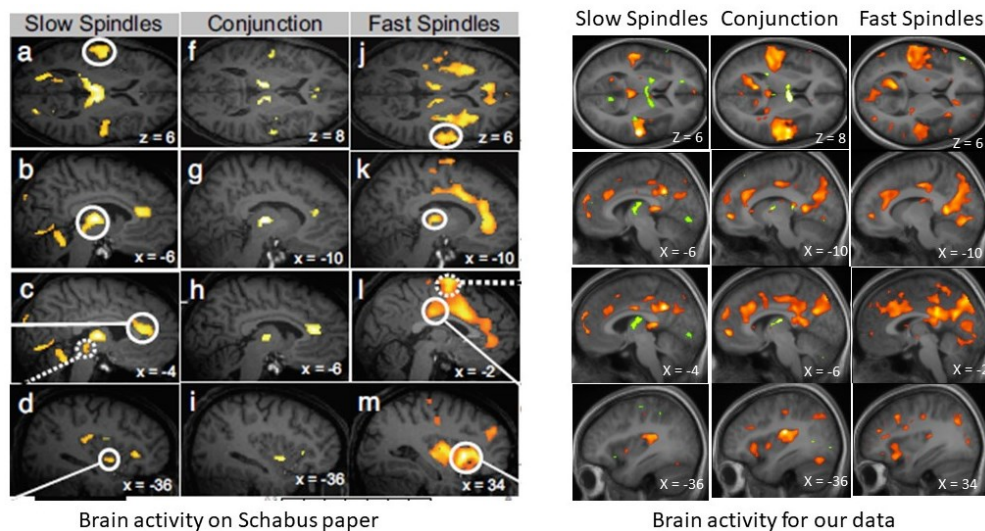 Slow Spindles Conjunction Fast Spindles
a f j
z = 6 z = 8 z = 6
b g k
x = -6 x = -10 x = -10
c h l
x = -4 x = -6 x = -2
d i m
x = -36 x = -36 x = 34
Brain activity on Schabus paper
Slow Spindles Conjunction Fast Spindles
Z = 6 Z = 8 Z = 6
X = -6 X = -10 X = -10
X = -4 X = -6 X = -2
X = -36 X = -36 X = 34
Brain activity for our data